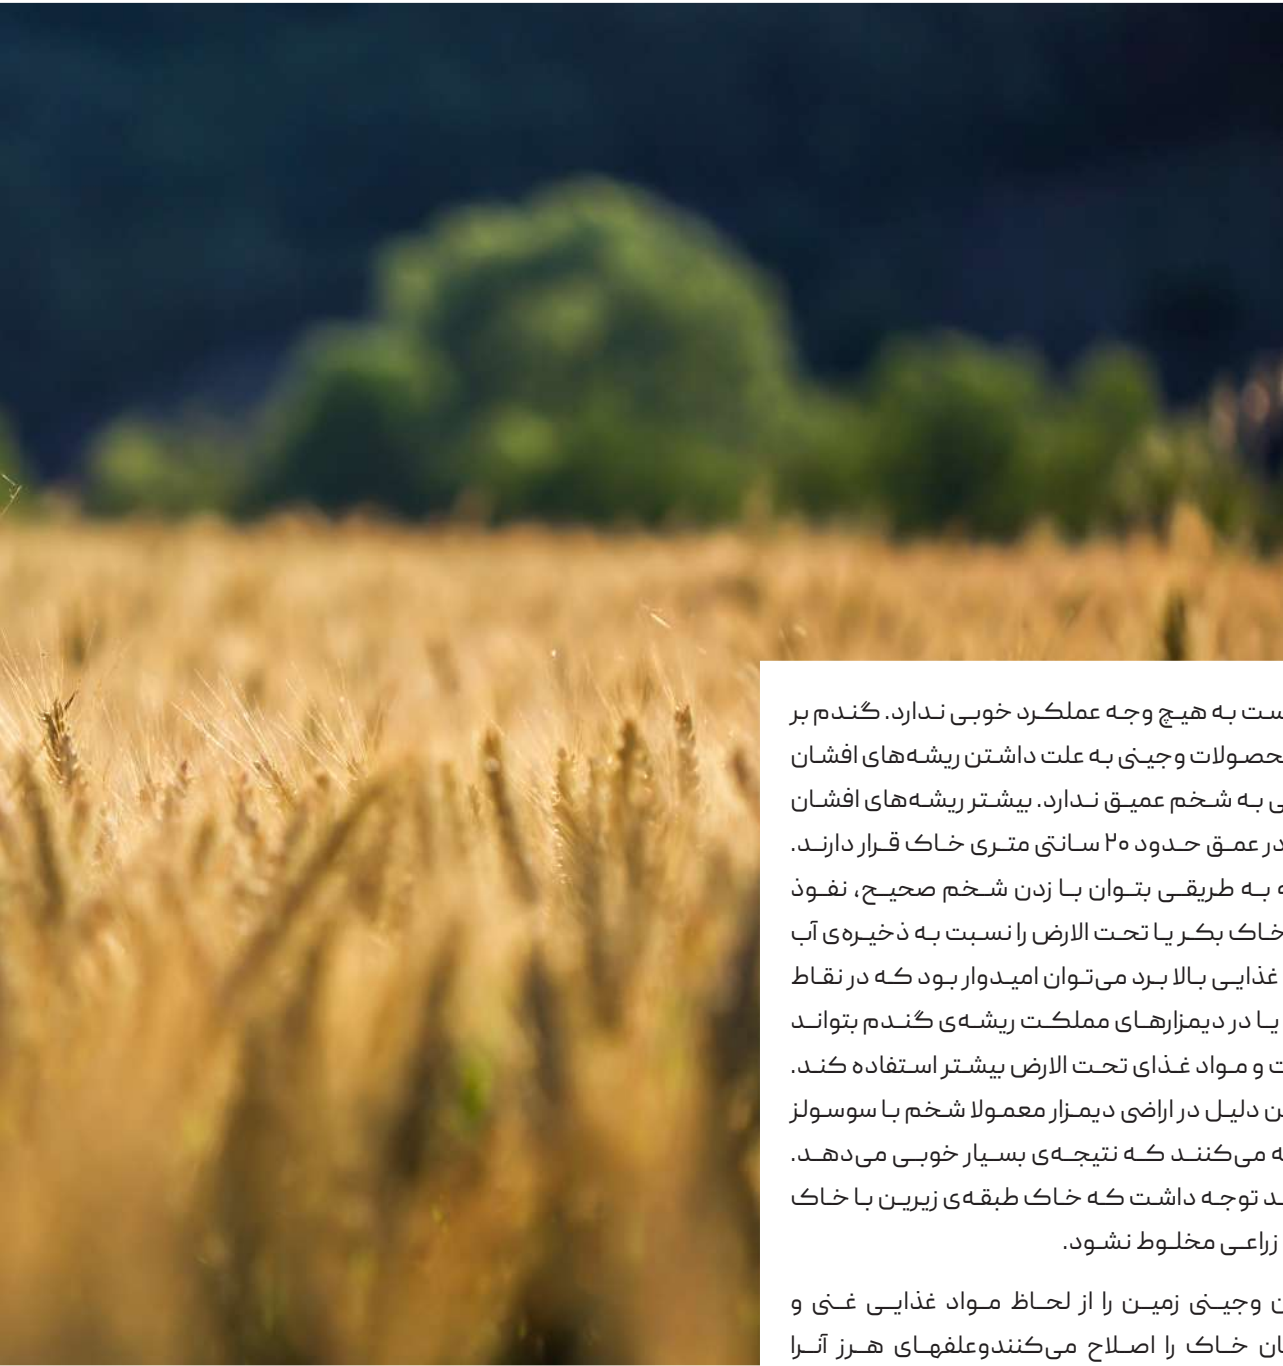 به هیچ وجه عملکرد خوبی ندارد. گندم بر
وجینی به علت داشتن ریشه‌های افشان
به شخم عمیق ندارد. بیشتر ریشه‌های افشان
در عمق حدود ۲۰ سانتی متری خاک قرار دارند.
به طریقی بتوان با زدن شخم صحیح، نفوذ
خاک بکر یا تحت الارض را نسبت به ذخیره‌ی آب
غذایی بالا برد می‌توان امیدوار بود که در نقاط
یا در دیمزارهای مملکت ریشه‌ی گندم بتواند
و مواد غذای تحت الارض بیشتر استفاده کند.
دلیل در اراضی دیمزار معمولا شخم با سوسولز
می‌کنند که نتیجه‌ی بسیار خوبی می‌دهد.
توجه داشت که خاک طبقه‌ی زیرین با خاک
زراعی مخلوط نشود.
وجینی زمین را از لحاظ مواد غذایی غنی و
خاک را اصلاح می‌کنندوعلفهای هرز آنرا